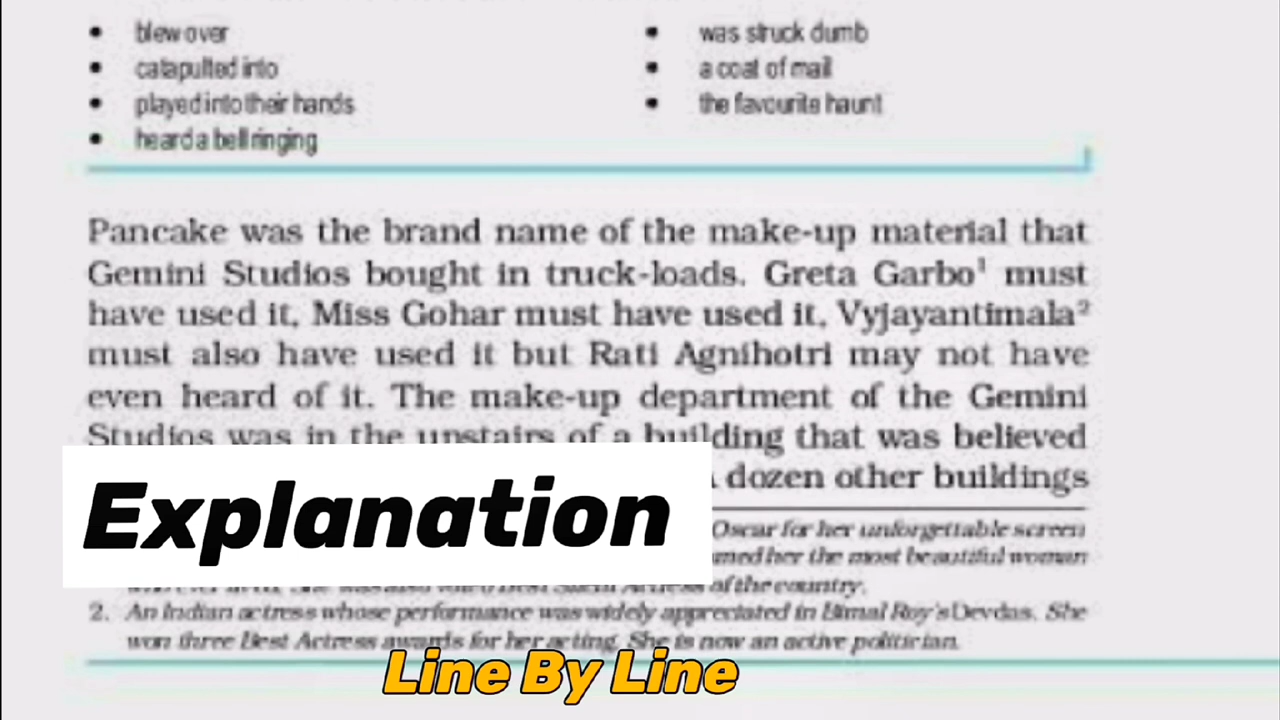 • blew over
• was struck dumb
• catapulted into
• a coat of mail
• played into their hands
• the favourite haunt
• heard a bell ringing
Pancake was the brand name of the make-up material that
Gemini Studios bought in truck-loads. Greta Garbo¹ must
have used it, Miss Gohar must have used it, Vyjayantimala²
must also have used it but Rati Agnihotri may not have
even heard of it. The make-up department of the Gemini
Studios was in the upstairs of a building that was believed
dozen other buildings
Explanation
Oscar for her unforgettable screen
her the most beautiful woman
of the country.
2. An Indian actress whose performance was widely appreciated in Bimal Roy's Devdas. She
won three Best Actress awards for her acting. She is now an active politician.
Line By Line